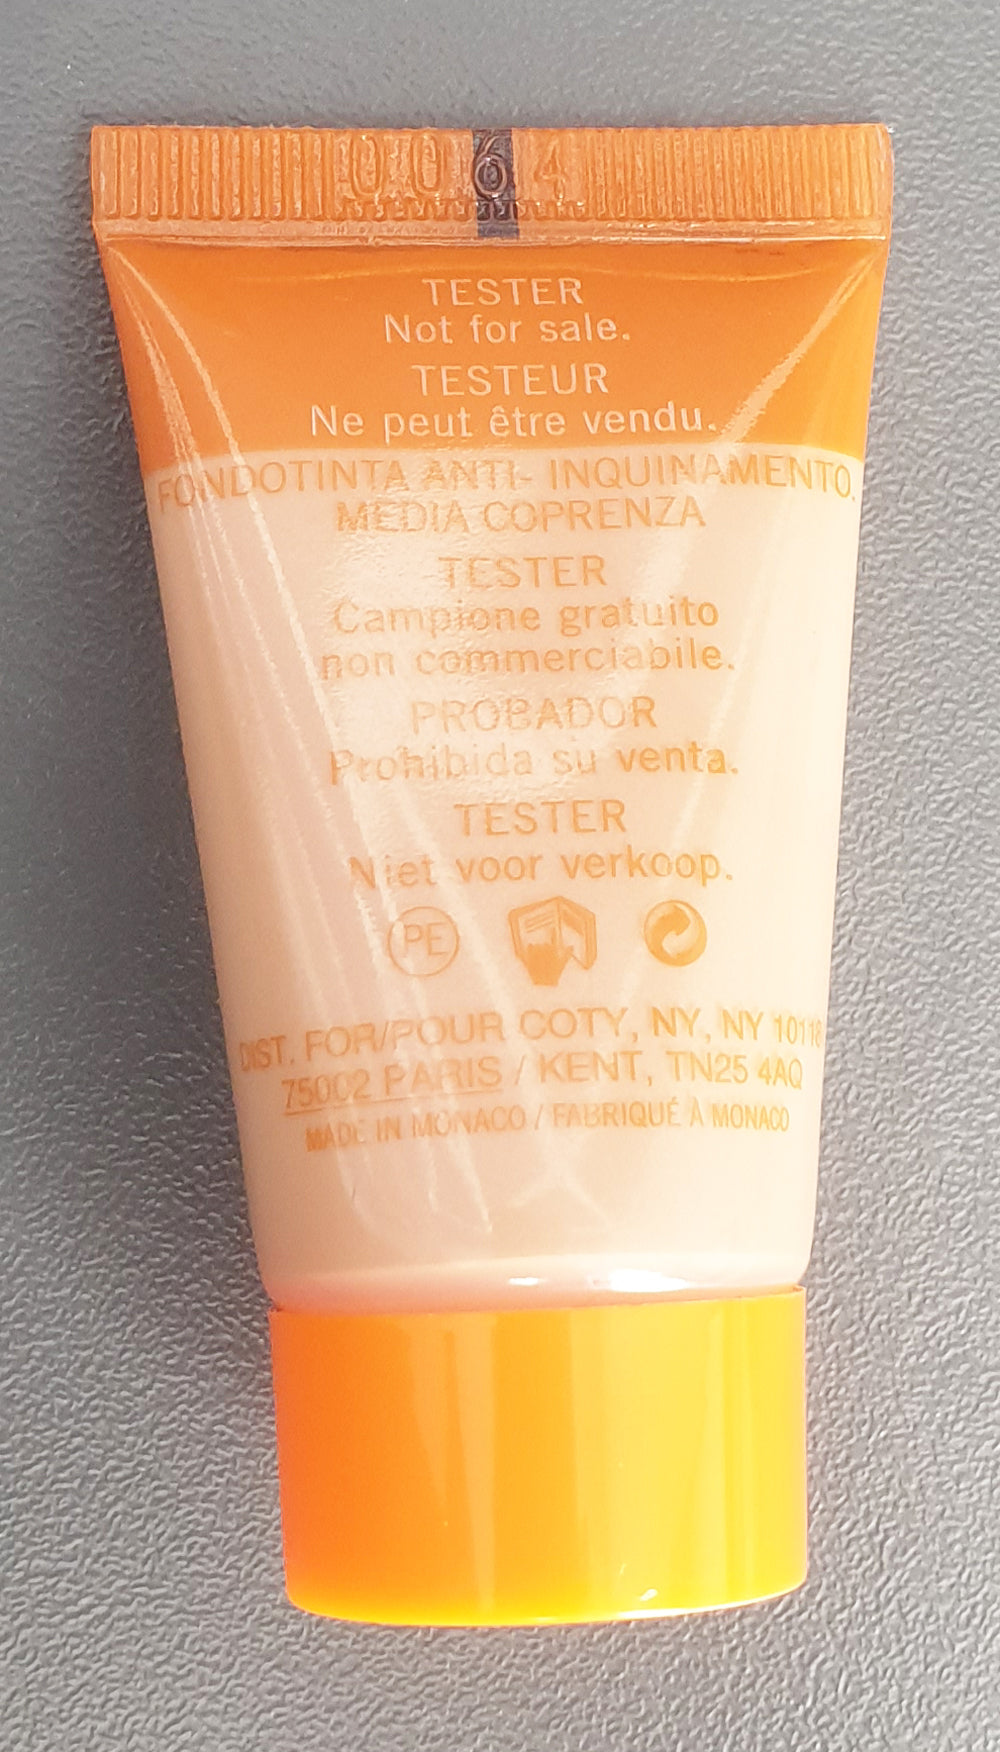 0064
TESTER
Not for sale.
TESTEUR
Ne peut être vendu.
FONDOTINTA ANTI- INQUINAMENTO.
MEDIA COPRENZA
TESTER
Campione gratuito
non commerciabile.
PROBADOR
Prohibida su venta.
TESTER
Niet voor verkoop.
PE
DIST. FOR/POUR COTY, NY, NY 10118
75002 PARIS / KENT, TN25 4AQ
MADE IN MONACO / FABRIQUÉ À MONACO